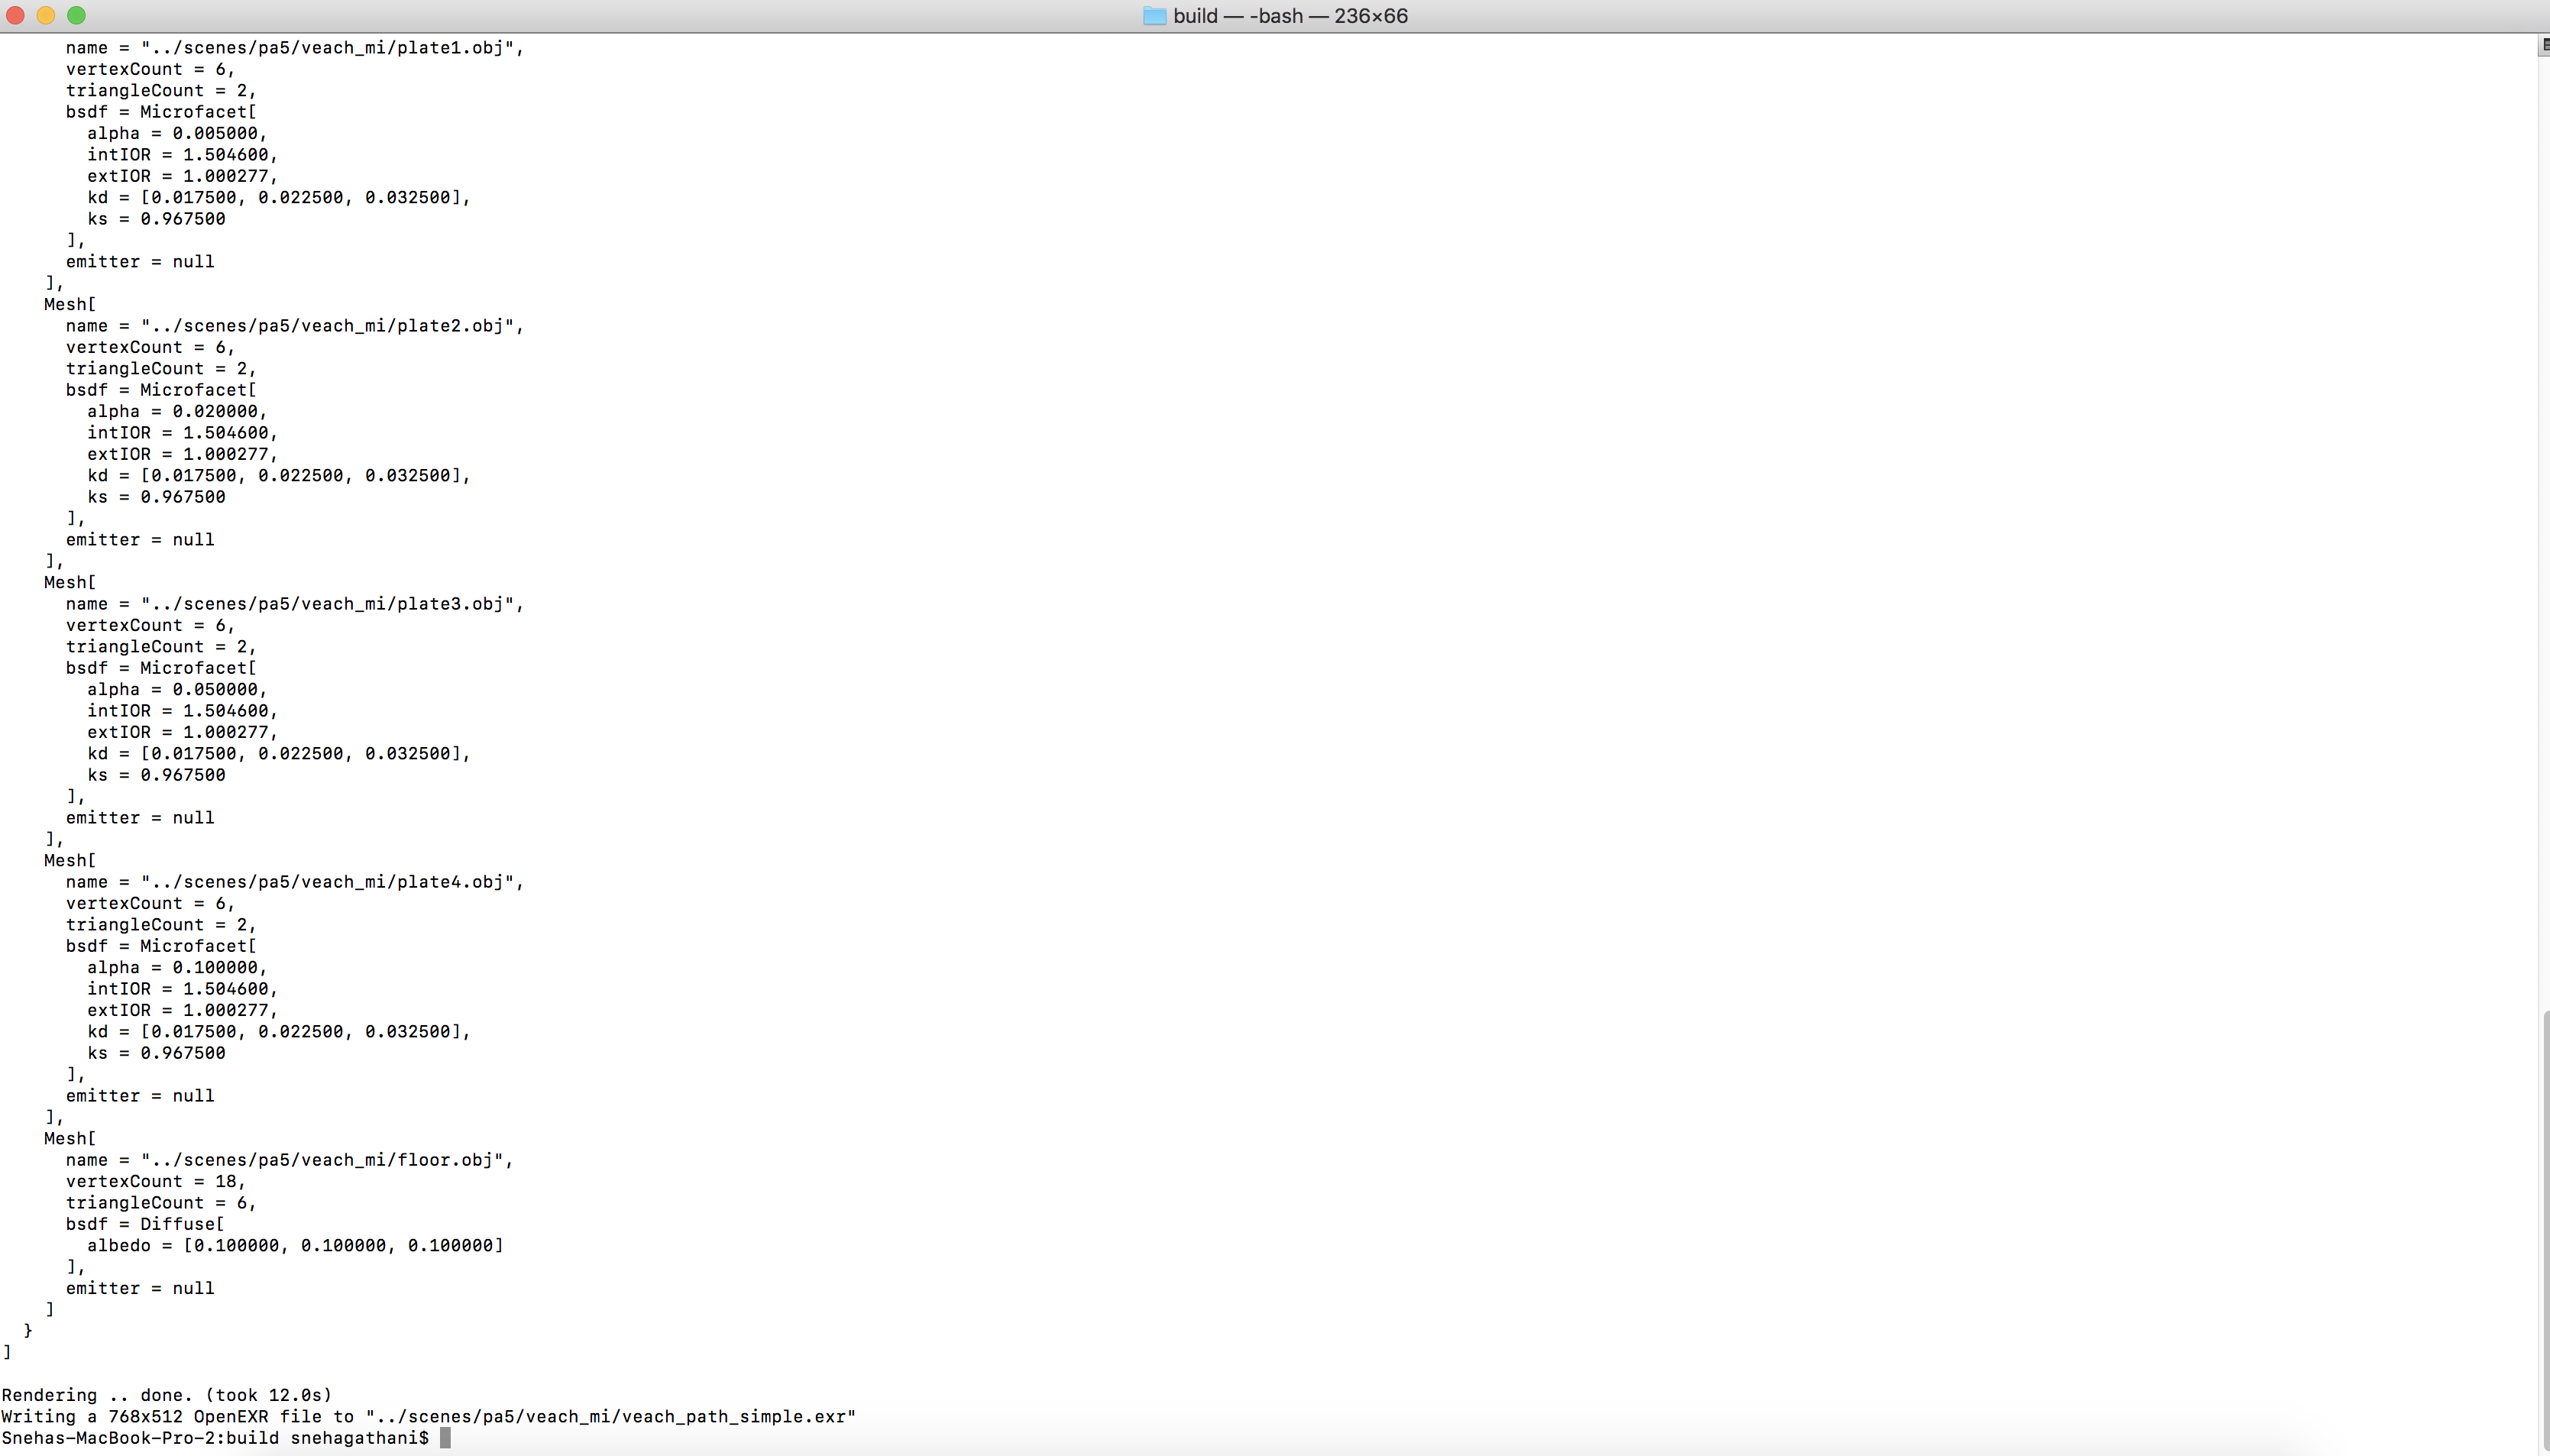 build — -bash — 236×66
name = "../scenes/pa5/veach_mi/plate1.obj",
vertexCount = 6,
triangleCount = 2,
bsdf = Microfacet[
alpha = 0.005000,
intIOR = 1.504600,
extIOR = 1.000277,
kd = [0.017500, 0.022500, 0.032500],
ks = 0.967500
],
emitter = null
],
Mesh[
name = "../scenes/pa5/veach_mi/plate2.obj",
vertexCount = 6,
triangleCount = 2,
bsdf = Microfacet[
alpha = 0.020000,
intIOR = 1.504600,
extIOR = 1.000277,
kd = [0.017500, 0.022500, 0.032500],
ks = 0.967500
],
emitter = null
],
Mesh[
name = "../scenes/pa5/veach_mi/plate3.obj",
vertexCount = 6,
triangleCount = 2,
bsdf = Microfacet[
alpha = 0.050000,
intIOR = 1.504600,
extIOR = 1.000277,
kd = [0.017500, 0.022500, 0.032500],
ks = 0.967500
],
emitter = null
],
Mesh[
name = "../scenes/pa5/veach_mi/plate4.obj",
vertexCount = 6,
triangleCount = 2,
bsdf = Microfacet[
alpha = 0.100000,
intIOR = 1.504600,
extIOR = 1.000277,
kd = [0.017500, 0.022500, 0.032500],
ks = 0.967500
],
emitter = null
],
Mesh[
name = "../scenes/pa5/veach_mi/floor.obj",
vertexCount = 18,
triangleCount = 6,
bsdf = Diffuse[
albedo = [0.100000, 0.100000, 0.100000]
],
emitter = null
]
}
]
Rendering .. done. (took 12.0s)
Writing a 768x512 OpenEXR file to "../scenes/pa5/veach_mi/veach_path_simple.exr"
Snehas-MacBook-Pro-2:build snehagathani$